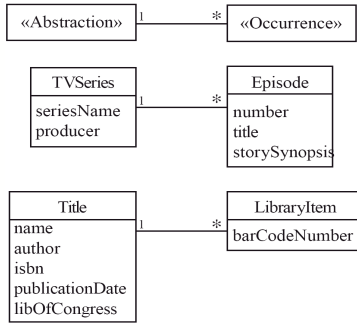 «Abstraction» 1 * «Occurrence»
TVSeries
seriesName
producer
1 *
Episode
number
title
storySynopsis
Title
name
author
isbn
publicationDate
libOfCongress
1 *
LibraryItem
barCodeNumber